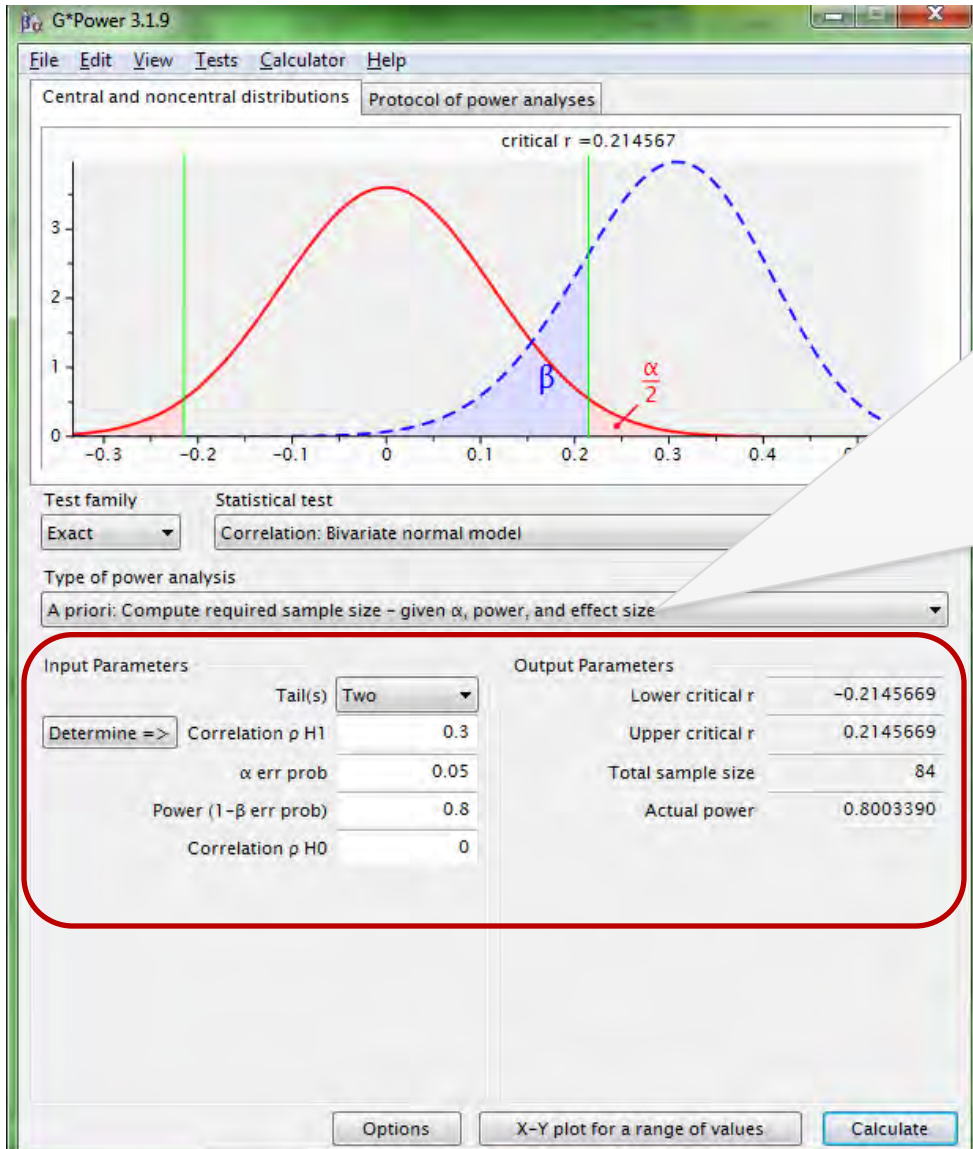 βα G*Power 3.1.9
File Edit View Tests Calculator Help
Central and noncentral distributions Protocol of power analyses
critical r =0.214567
3
2
1
0
β
α
2
-0.3 -0.2 -0.1 0 0.1 0.2 0.3 0.4
Test family Statistical test
Exact Correlation: Bivariate normal model
Type of power analysis
A priori: Compute required sample size - given α, power, and effect size
Input Parameters Output Parameters
Tail(s) Two Lower critical r -0.2145669
Determine => Correlation ρ H1 0.3 Upper critical r 0.2145669
α err prob 0.05 Total sample size 84
Power (1-β err prob) 0.8 Actual power 0.8003390
Correlation ρ H0 0
Options X-Y plot for a range of values Calculate